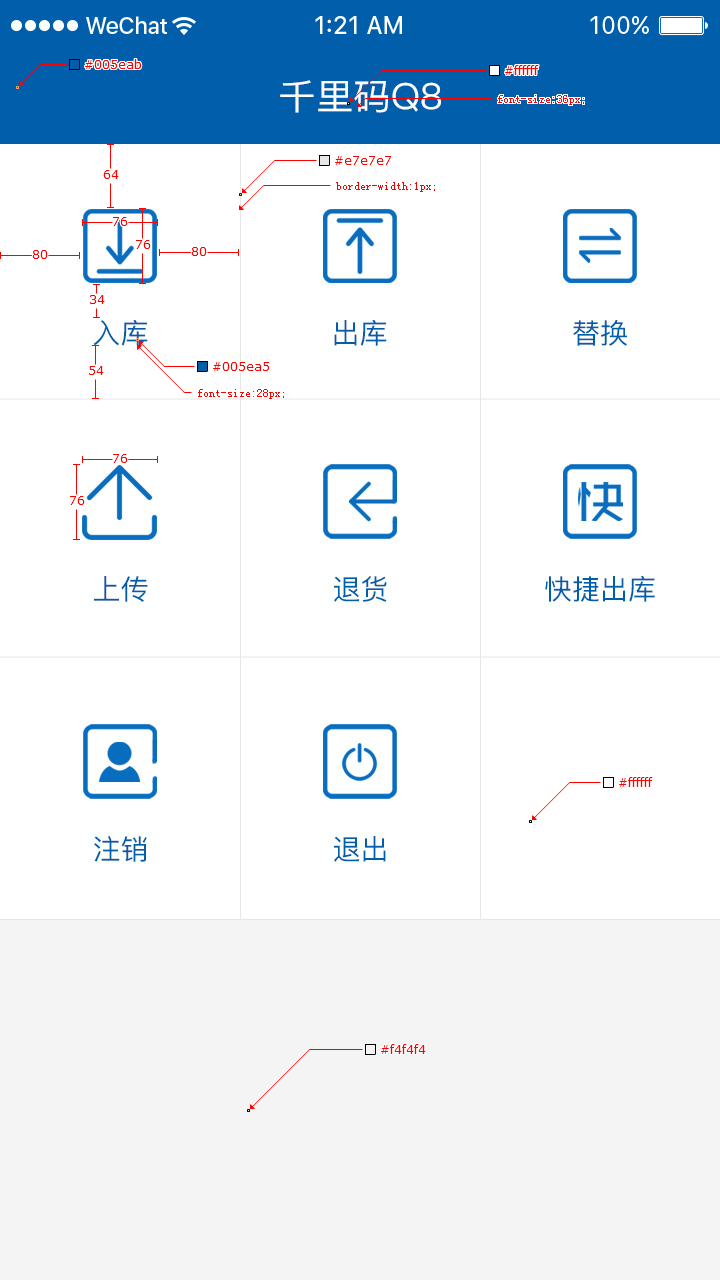 WeChat 1:21 AM 100%
#005eab
#ffffff
千里码Q8
font-size:36px;
64
#e7e7e7
border-width:1px;
76
76
80
80
34
入库
出库
替换
54
#005ea5
font-size:28px;
76
76
快
上传
退货
快捷出库
#ffffff
注销
退出
#f4f4f4